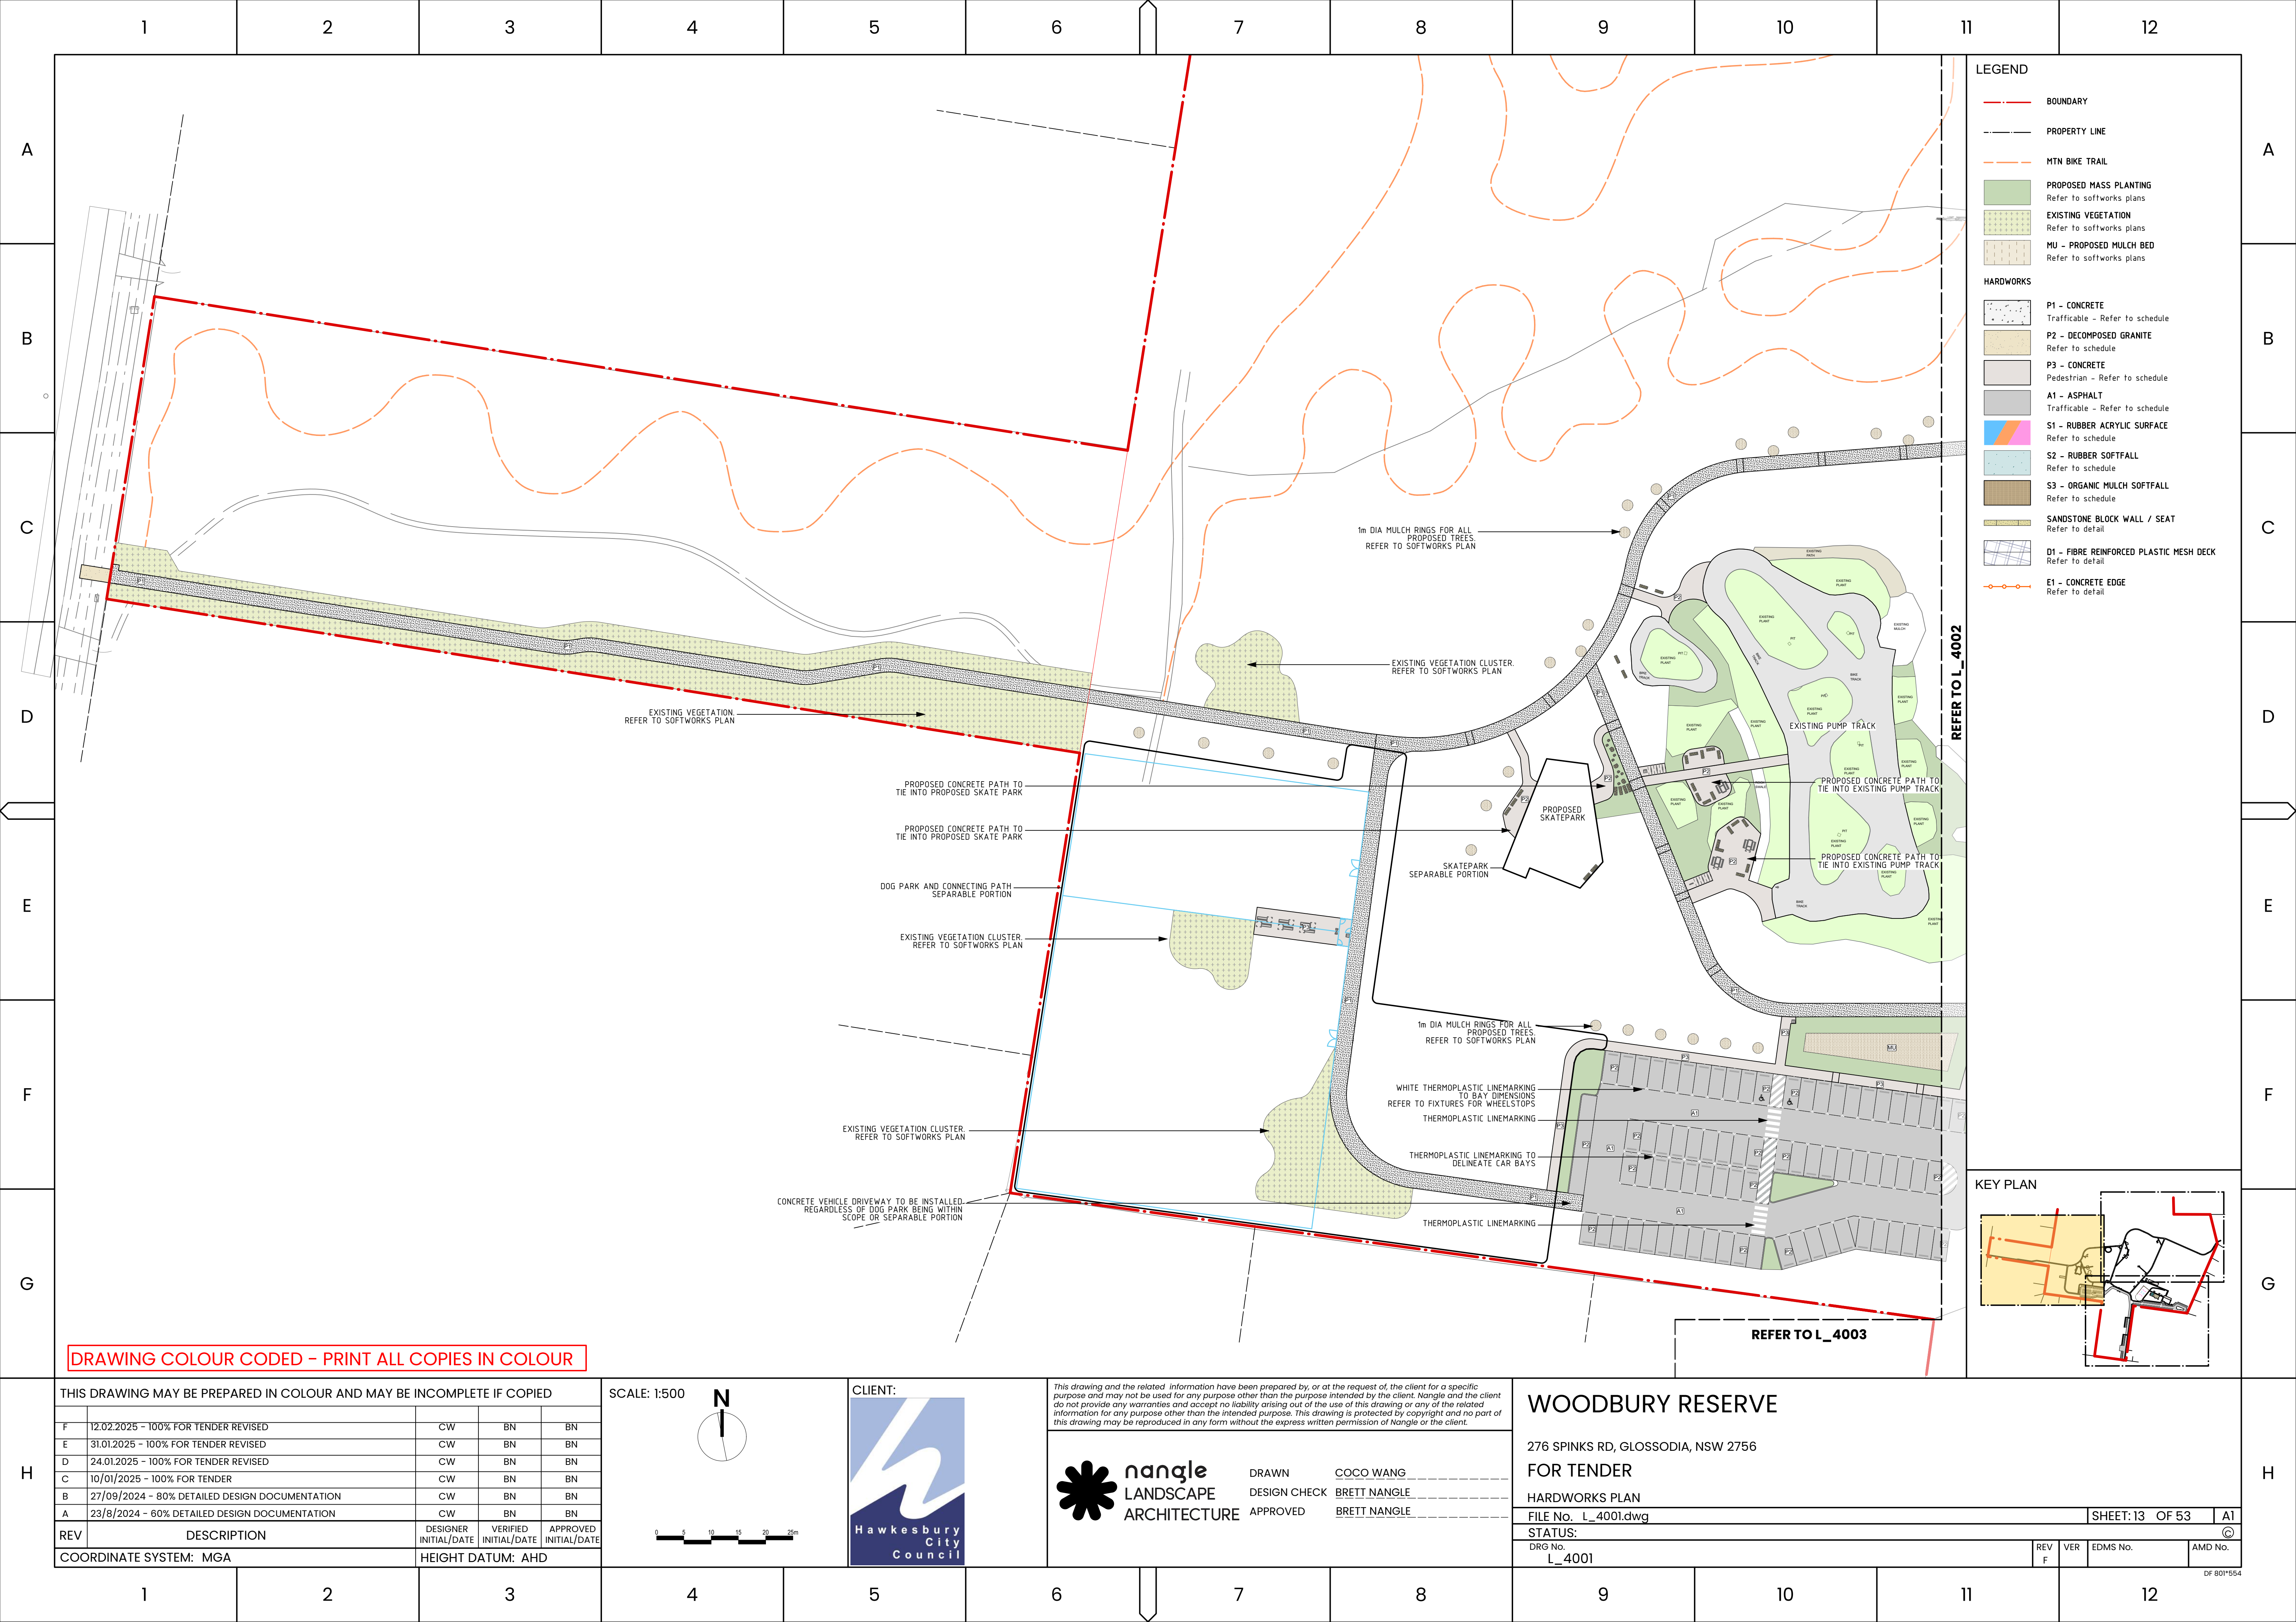 1 2 3 4 5 6 7 8 9 10 11 12
A
B
C
D
E
F
G
H
A
B
C
D
E
F
G
H
LEGEND
BOUNDARY
PROPERTY LINE
MTN BIKE TRAIL
PROPOSED MASS PLANTING
Refer to softworks plans
EXISTING VEGETATION
Refer to softworks plans
MU - PROPOSED MULCH BED
Refer to softworks plans
HARDWORKS
P1 - CONCRETE
Trafficable - Refer to schedule
P2 - DECOMPOSED GRANITE
Refer to schedule
P3 - CONCRETE
Pedestrian - Refer to schedule
A1 - ASPHALT
Trafficable - Refer to schedule
S1 - RUBBER ACRYLIC SURFACE
Refer to schedule
S2 - RUBBER SOFTFALL
Refer to schedule
S3 - ORGANIC MULCH SOFTFALL
Refer to schedule
SANDSTONE BLOCK WALL / SEAT
Refer to detail
D1 - FIBRE REINFORCED PLASTIC MESH DECK
Refer to detail
E1 - CONCRETE EDGE
Refer to detail
REFER TO L_4002
1m DIA MULCH RINGS FOR ALL
PROPOSED TREES.
REFER TO SOFTWORKS PLAN
EXISTING VEGETATION CLUSTER.
REFER TO SOFTWORKS PLAN
EXISTING VEGETATION.
REFER TO SOFTWORKS PLAN
EXISTING PUMP TRACK
PROPOSED CONCRETE PATH TO
TIE INTO PROPOSED SKATE PARK
PROPOSED CONCRETE PATH TO
TIE INTO EXISTING PUMP TRACK
PROPOSED
SKATEPARK
PROPOSED CONCRETE PATH TO
TIE INTO PROPOSED SKATE PARK
PROPOSED CONCRETE PATH TO
TIE INTO EXISTING PUMP TRACK
SKATEPARK
SEPARABLE PORTION
DOG PARK AND CONNECTING PATH
SEPARABLE PORTION
EXISTING VEGETATION CLUSTER.
REFER TO SOFTWORKS PLAN
1m DIA MULCH RINGS FOR ALL
PROPOSED TREES.
REFER TO SOFTWORKS PLAN
MU
WHITE THERMOPLASTIC LINEMARKING
TO BAY DIMENSIONS
REFER TO FIXTURES FOR WHEELSTOPS
THERMOPLASTIC LINEMARKING
EXISTING VEGETATION CLUSTER.
REFER TO SOFTWORKS PLAN
THERMOPLASTIC LINEMARKING TO
DELINEATE CAR BAYS
CONCRETE VEHICLE DRIVEWAY TO BE INSTALLED
REGARDLESS OF DOG PARK BEING WITHIN
SCOPE OR SEPARABLE PORTION
THERMOPLASTIC LINEMARKING
REFER TO L_4003
KEY PLAN
DRAWING COLOUR CODED - PRINT ALL COPIES IN COLOUR
THIS DRAWING MAY BE PREPARED IN COLOUR AND MAY BE INCOMPLETE IF COPIED
F 12.02.2025 - 100% FOR TENDER REVISED CW BN BN
E 31.01.2025 - 100% FOR TENDER REVISED CW BN BN
D 24.01.2025 - 100% FOR TENDER REVISED CW BN BN
C 10/01/2025 - 100% FOR TENDER CW BN BN
B 27/09/2024 - 80% DETAILED DESIGN DOCUMENTATION CW BN BN
A 23/8/2024 - 60% DETAILED DESIGN DOCUMENTATION CW BN BN
REV DESCRIPTION DESIGNER INITIAL/DATE VERIFIED INITIAL/DATE APPROVED INITIAL/DATE
COORDINATE SYSTEM: MGA HEIGHT DATUM: AHD
SCALE: 1:500
N
0 5 10 15 20 25m
CLIENT:
Hawkesbury
City
Council
This drawing and the related information have been prepared by, or at the request of, the client for a specific
purpose and may not be used for any purpose other than the purpose intended by the client. Nangle and the client
do not provide any warranties and accept no liability arising out of the use of this drawing or any of the related
information for any purpose other than the intended purpose. This drawing is protected by copyright and no part of
this drawing may be reproduced in any form without the express written permission of Nangle or the client.
nangle
LANDSCAPE
ARCHITECTURE
DRAWN COCO WANG
DESIGN CHECK BRETT NANGLE
APPROVED BRETT NANGLE
WOODBURY RESERVE
276 SPINKS RD, GLOSSODIA, NSW 2756
FOR TENDER
HARDWORKS PLAN
FILE No. L_4001.dwg SHEET: 13 OF 53 A1
STATUS: ©
DRG No. L_4001 REV F VER EDMS No. AMD No.
DF 801*554
1 2 3 4 5 6 7 8 9 10 11 12